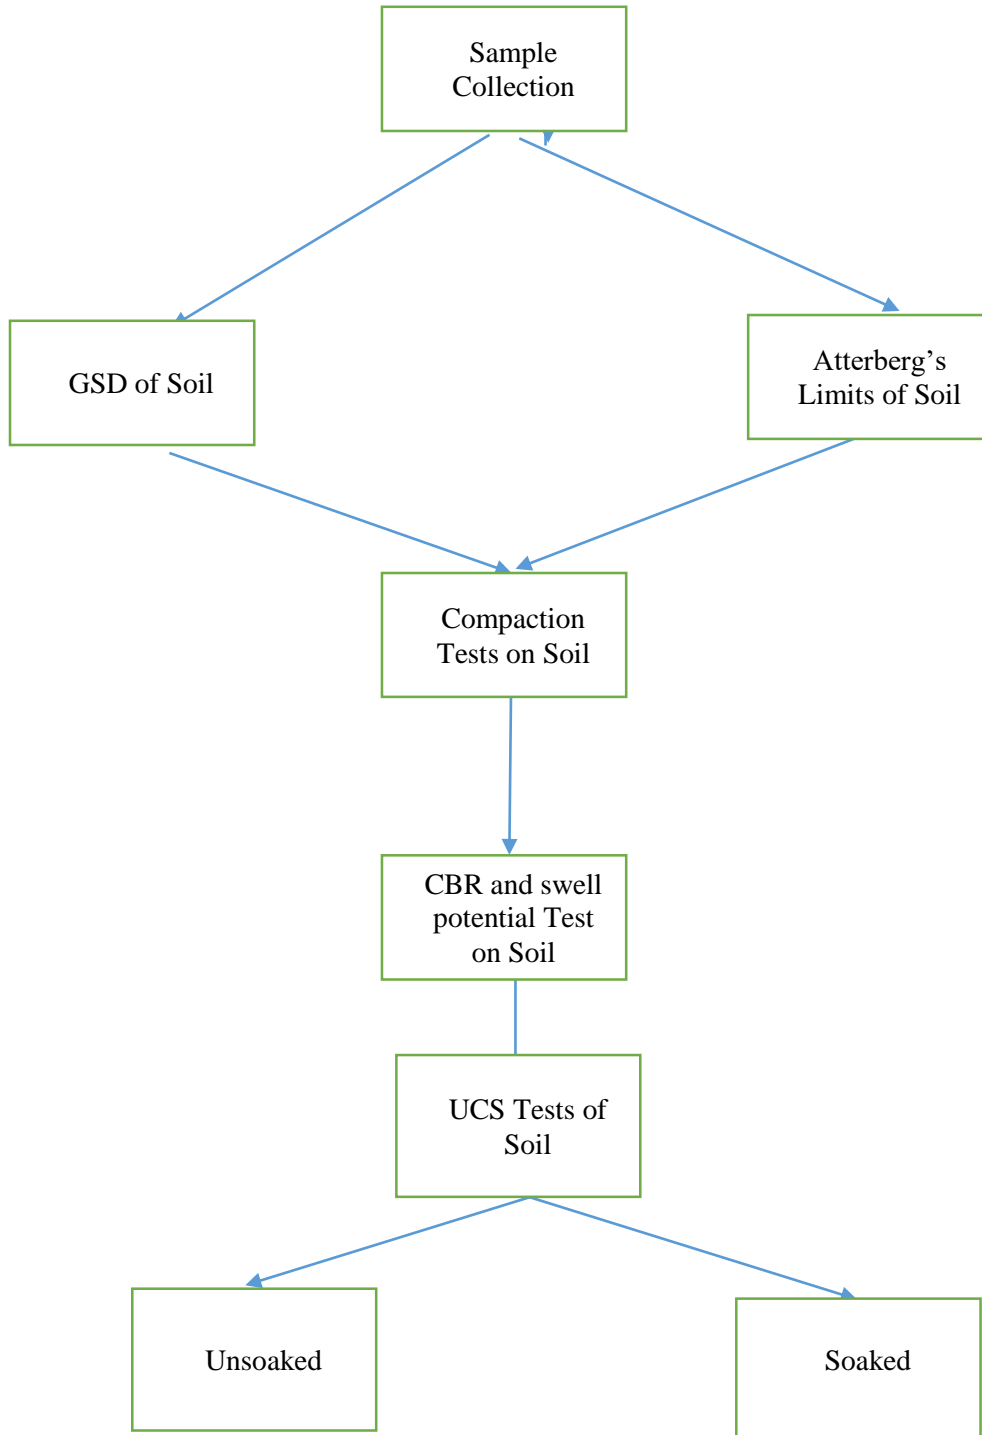 Sample
Collection
GSD of Soil
Atterberg’s
Limits of Soil
Compaction
Tests on Soil
CBR and swell
potential Test
on Soil
UCS Tests of
Soil
Unsoaked
Soaked